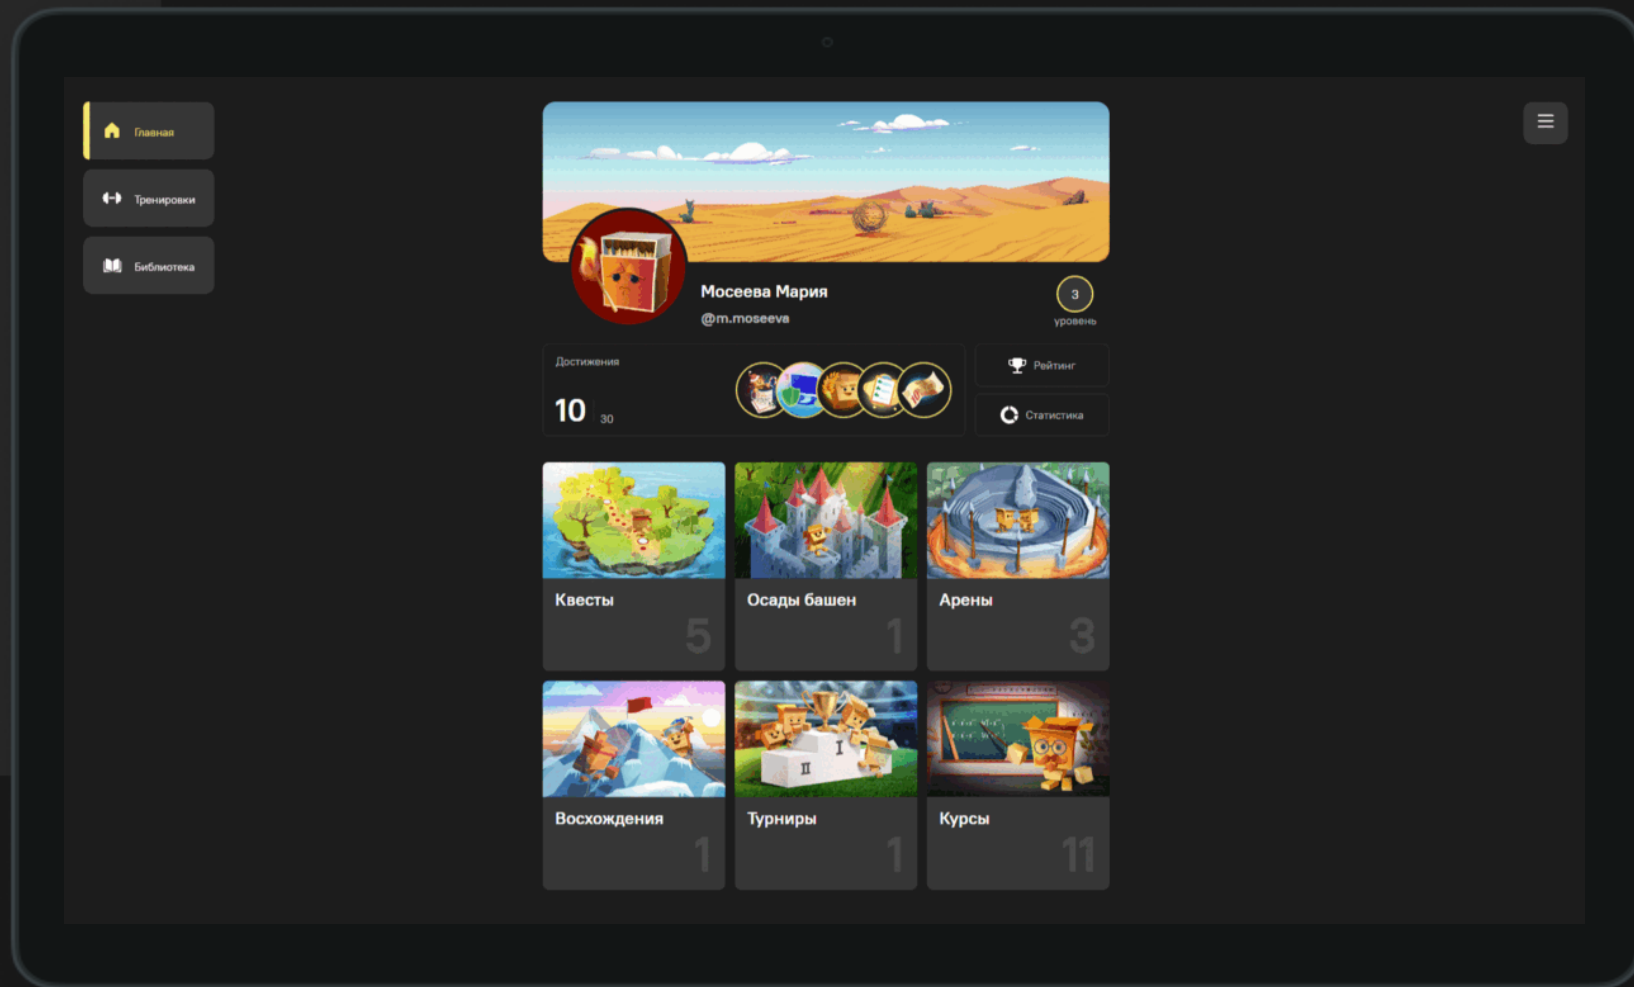 Главная
Тренировки
Библиотека
Мосеева Мария
@m.moseeva
3
уровень
Достижения
10 30
Рейтинг
Статистика
Квесты
5
Осады башен
1
Арены
3
Восхождения
1
Турниры
1
I
II
Курсы
11